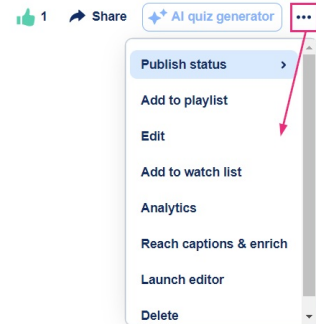 1 Share AI quiz generator ...
Publish status >
Add to playlist
Edit
Add to watch list
Analytics
Reach captions & enrich
Launch editor
Delete